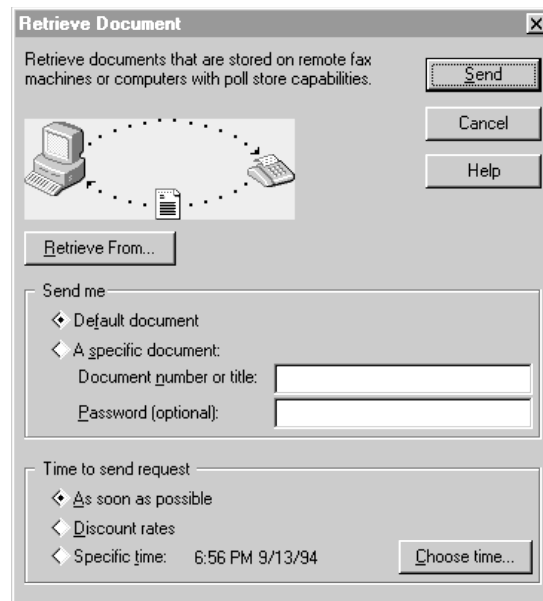 Retrieve Document
Retrieve documents that are stored on remote fax
machines or computers with poll store capabilities.
Send
Cancel
Help
Retrieve From...
Send me
Default document
A specific document:
Document number or title:
Password (optional):
Time to send request
As soon as possible
Discount rates
Specific time: 6:56 PM 9/13/94
Choose time...